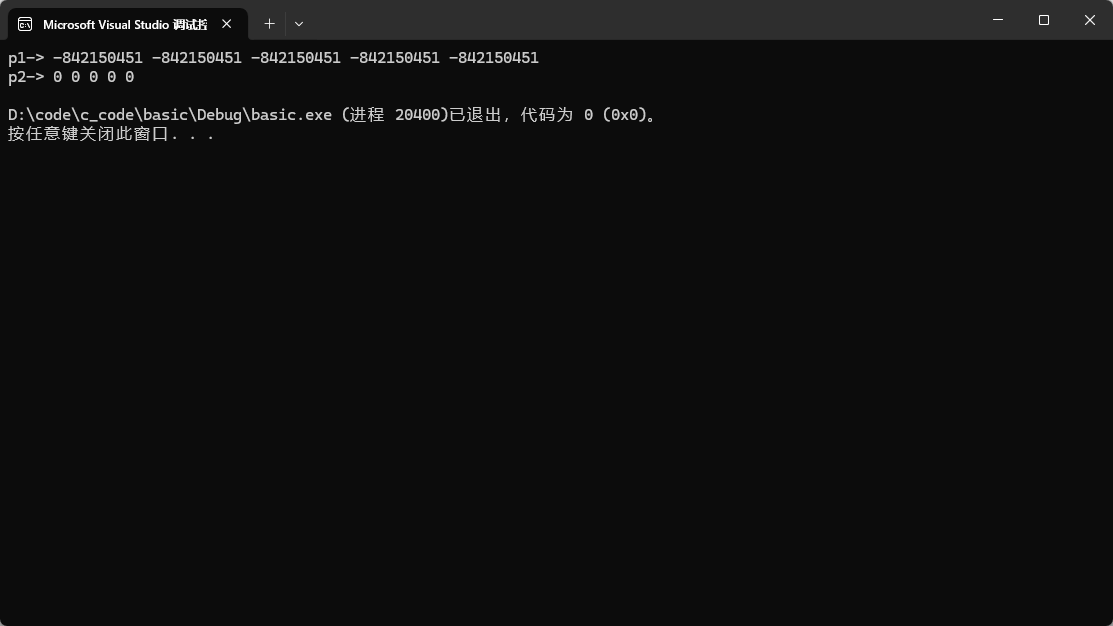 Microsoft Visual Studio 调试控
p1-> -842150451 -842150451 -842150451 -842150451 -842150451
p2-> 0 0 0 0 0
D:\code\c_code\basic\Debug\basic.exe (进程 20400)已退出，代码为 0 (0x0)。
按任意键关闭此窗口. . .